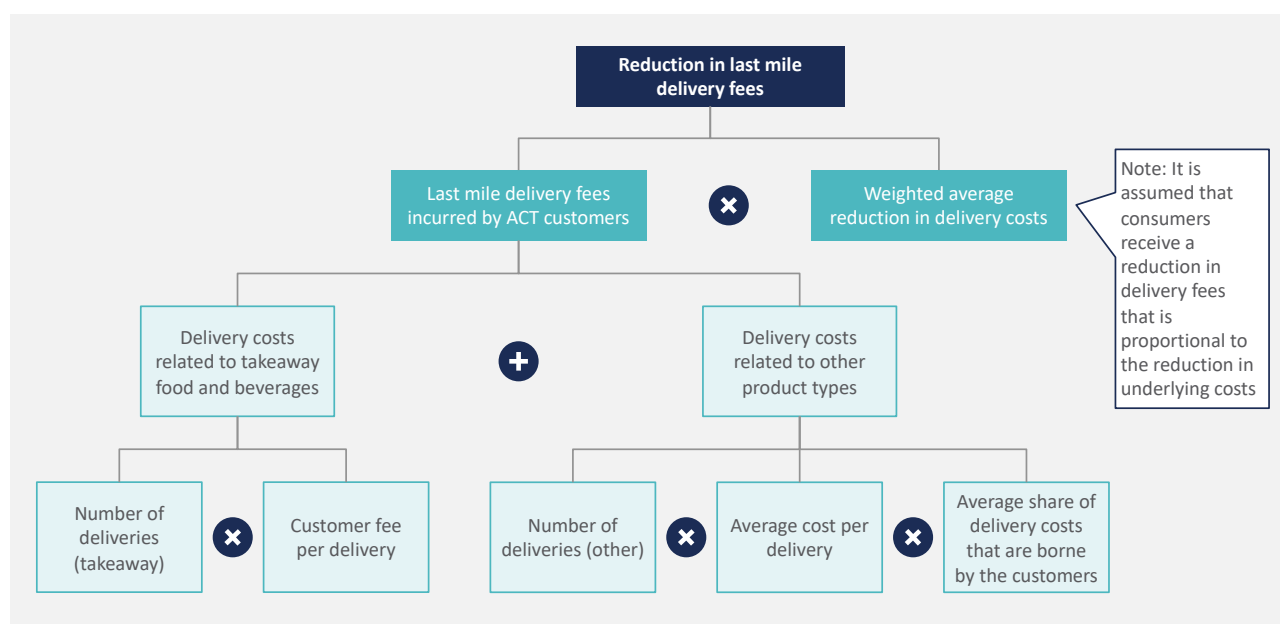 Reduction in last mile
delivery fees
Last mile delivery fees
incurred by ACT customers
Weighted average
reduction in delivery costs
Note: It is
assumed that
consumers
receive a
reduction in
delivery fees
that is
proportional to
the reduction in
underlying costs
Delivery costs
related to takeaway
food and beverages
Delivery costs
related to other
product types
Number of
deliveries
(takeaway)
Customer fee
per delivery
Number of
deliveries (other)
Average cost per
delivery
Average share of
delivery costs
that are borne
by the customers